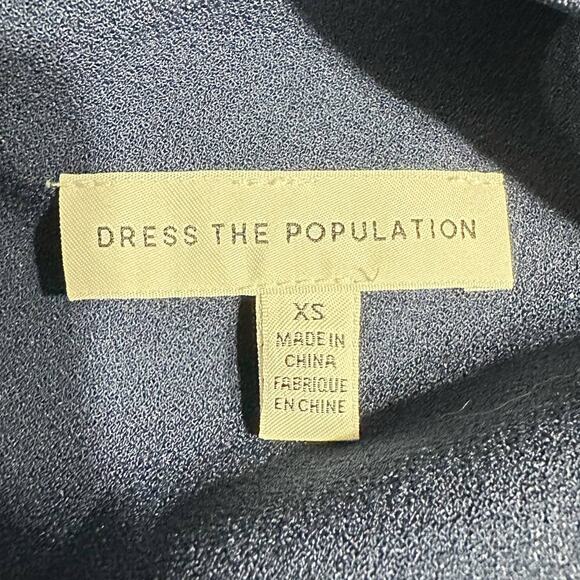 DRESS THE POPULATION
XS
MADE IN
CHINA
FABRIQUE
EN CHINE